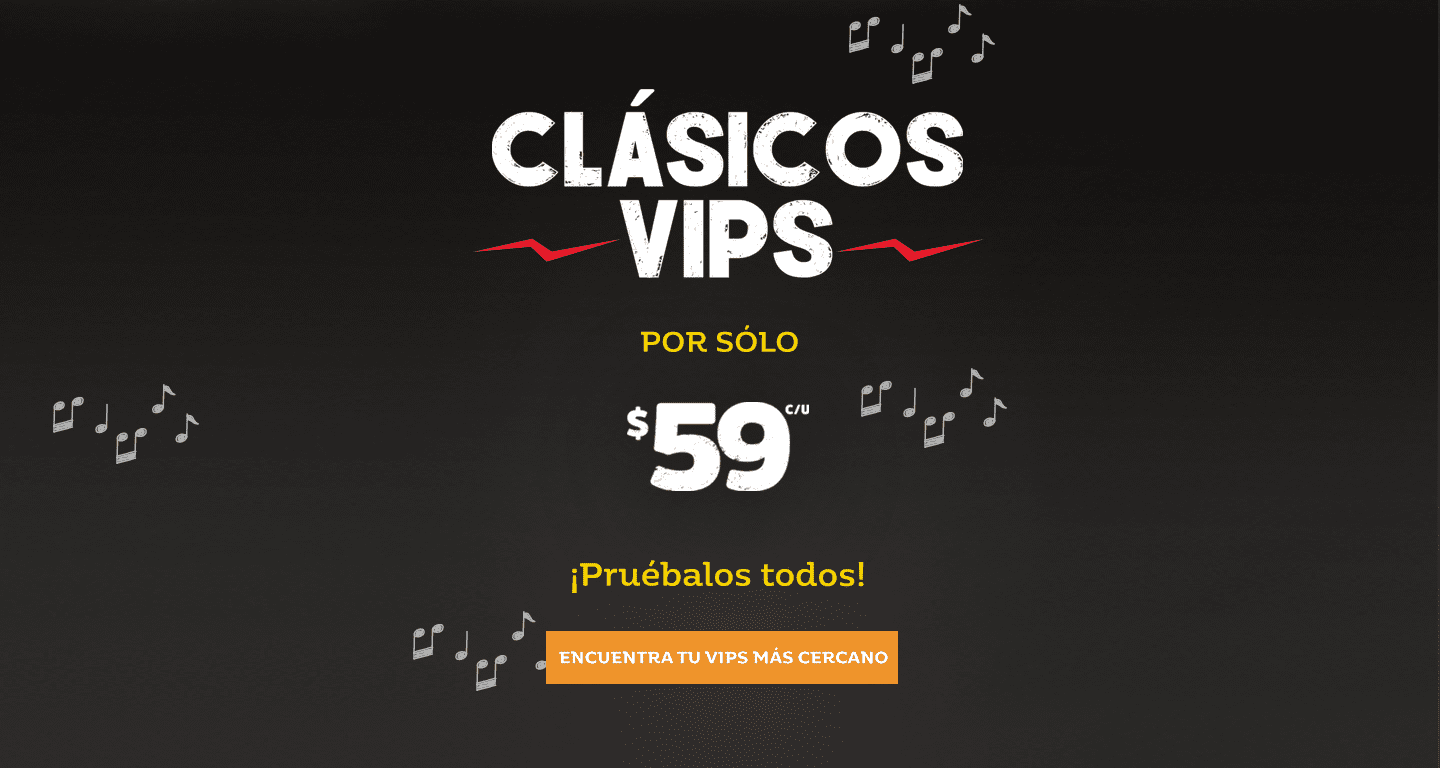 CLÁSICOS
VIPS
POR SÓLO
$59 C/U
¡Pruébalos todos!
ENCUENTRA TU VIPS MÁS CERCANO